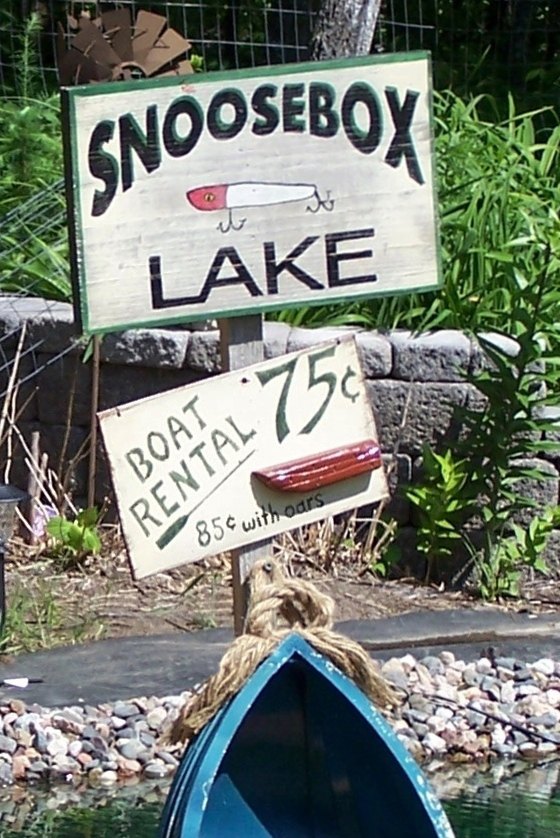 SNOOSEBOX
LAKE
BOAT 75¢
RENTAL
85¢ with oars